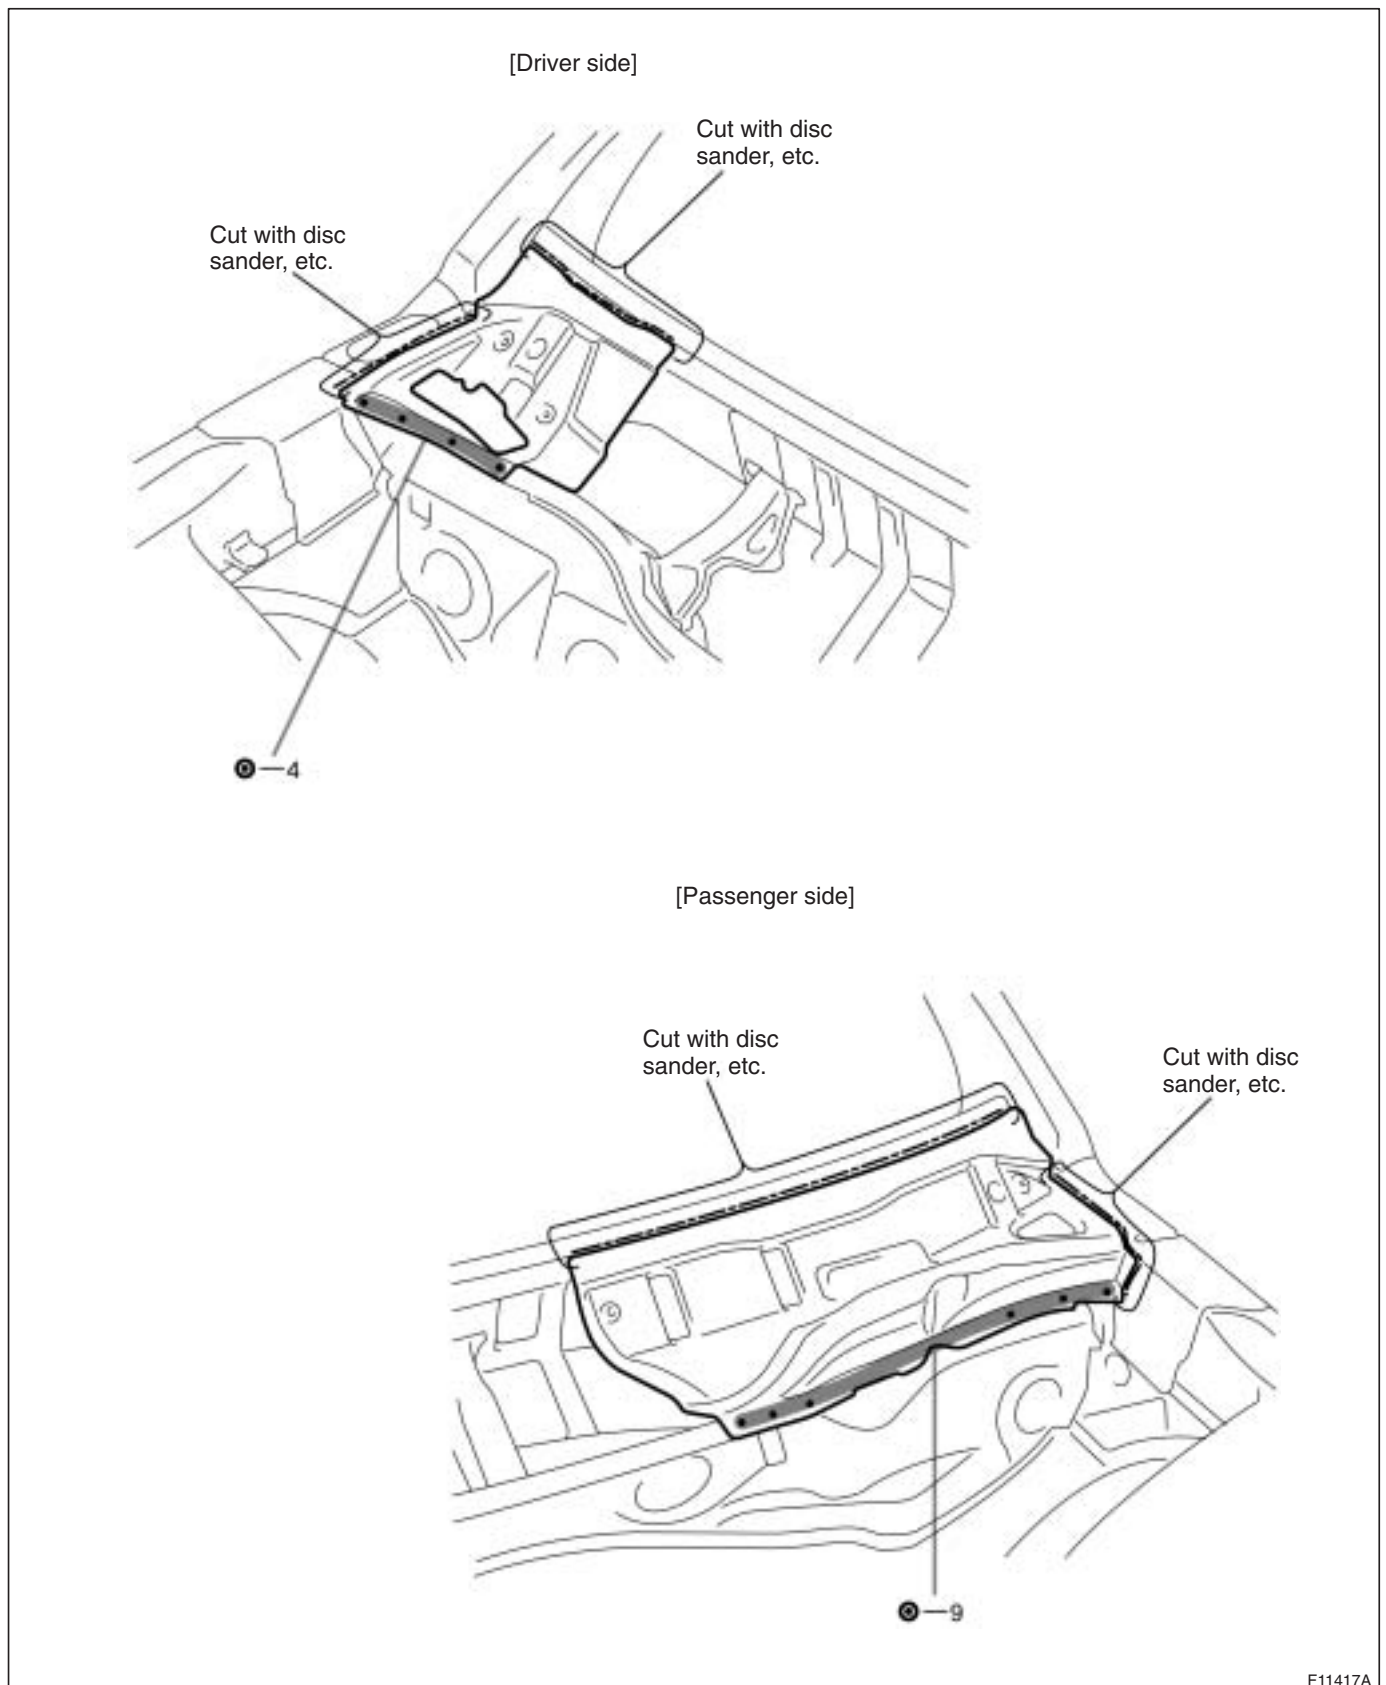 [Driver side]
Cut with disc
sander, etc.
Cut with disc
sander, etc.
4
[Passenger side]
Cut with disc
sander, etc.
Cut with disc
sander, etc.
9
F11417A